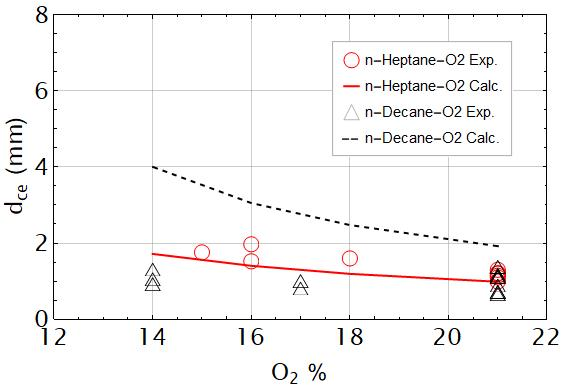 8
6
4
2
0
d_ce (mm)
n-Heptane-O2 Exp.
n-Heptane-O2 Calc.
n-Decane-O2 Exp.
n-Decane-O2 Calc.
12 14 16 18 20 22
O₂ %